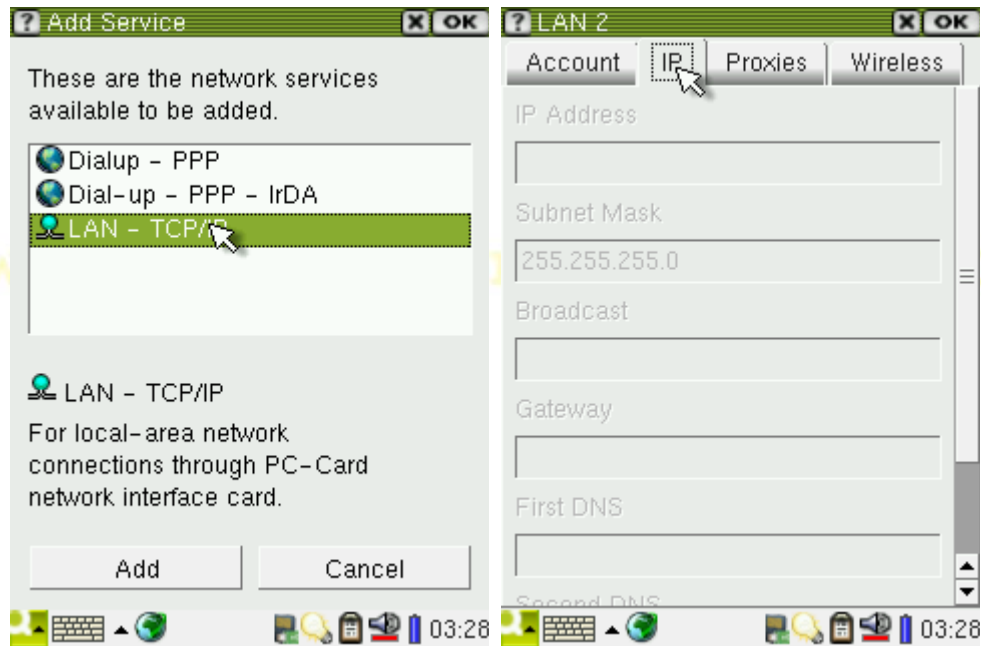 ? Add Service X OK
These are the network services
available to be added.
Dialup - PPP
Dial-up - PPP - IrDA
LAN - TCP/IP
LAN - TCP/IP
For local-area network
connections through PC-Card
network interface card.
Add Cancel
03:28
? LAN 2 X OK
Account IP Proxies Wireless
IP Address
Subnet Mask
255.255.255.0
Broadcast
Gateway
First DNS
Second DNS
03:28